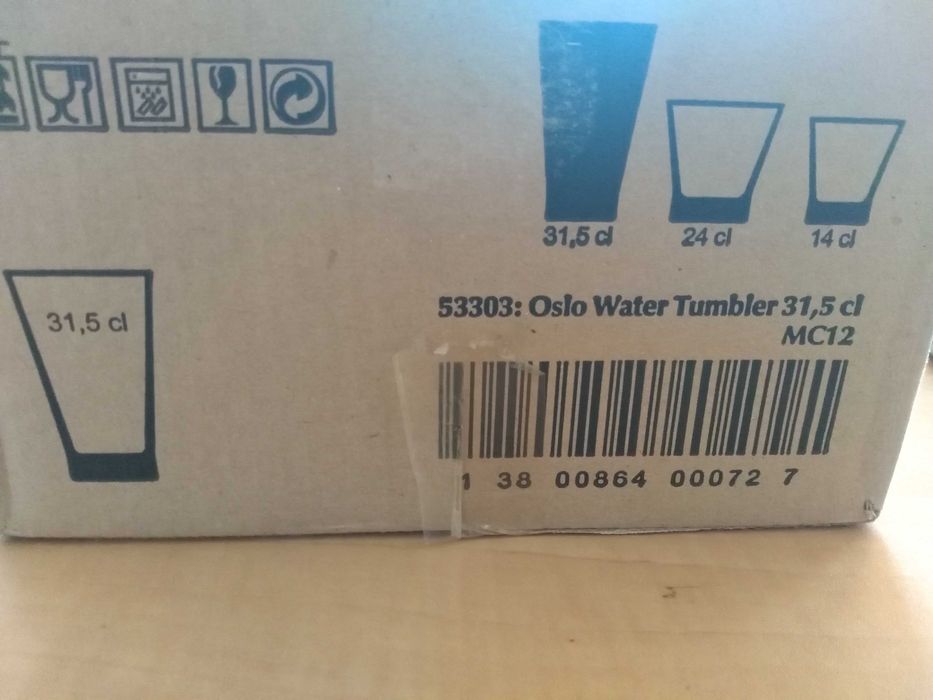 31,5 cl 24 cl 14 cl
31,5 cl
53303: Oslo Water Tumbler 31,5 cl
MC12
1 38 00864 00072 7